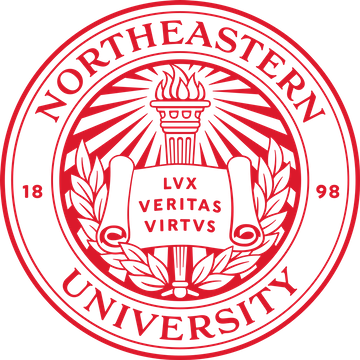 NORTHEASTERN
18 98
LVX
VERITAS
VIRTVS
UNIVERSITY